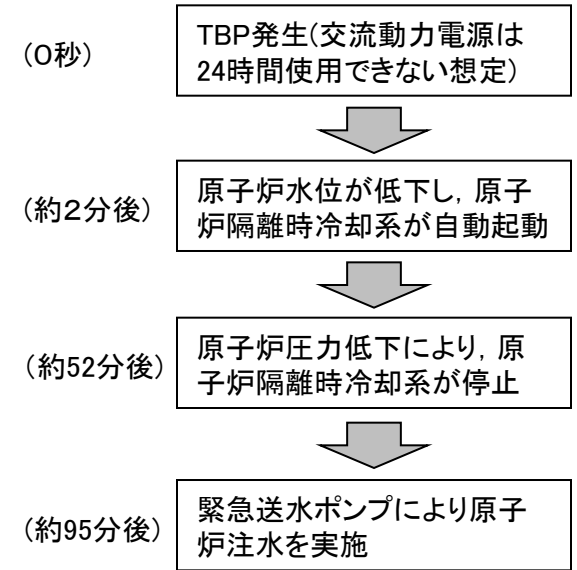 (0秒)
TBP発生(交流動力電源は
24時間使用できない想定)
(約2分後)
原子炉水位が低下し,原子
炉隔離時冷却系が自動起動
(約52分後)
原子炉圧力低下により,原
子炉隔離時冷却系が停止
(約95分後)
緊急送水ポンプにより原子
炉注水を実施